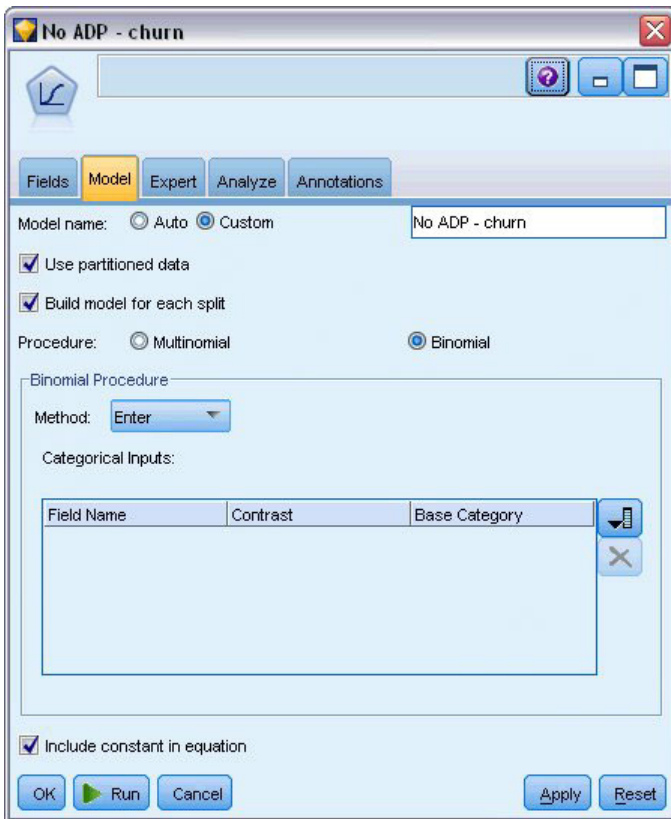 No ADP - churn
Fields Model Expert Analyze Annotations
Model name: Auto Custom No ADP - churn
Use partitioned data
Build model for each split
Procedure: Multinomial Binomial
Binomial Procedure
Method: Enter
Categorical Inputs:
Field Name Contrast Base Category
Include constant in equation
OK Run Cancel Apply Reset